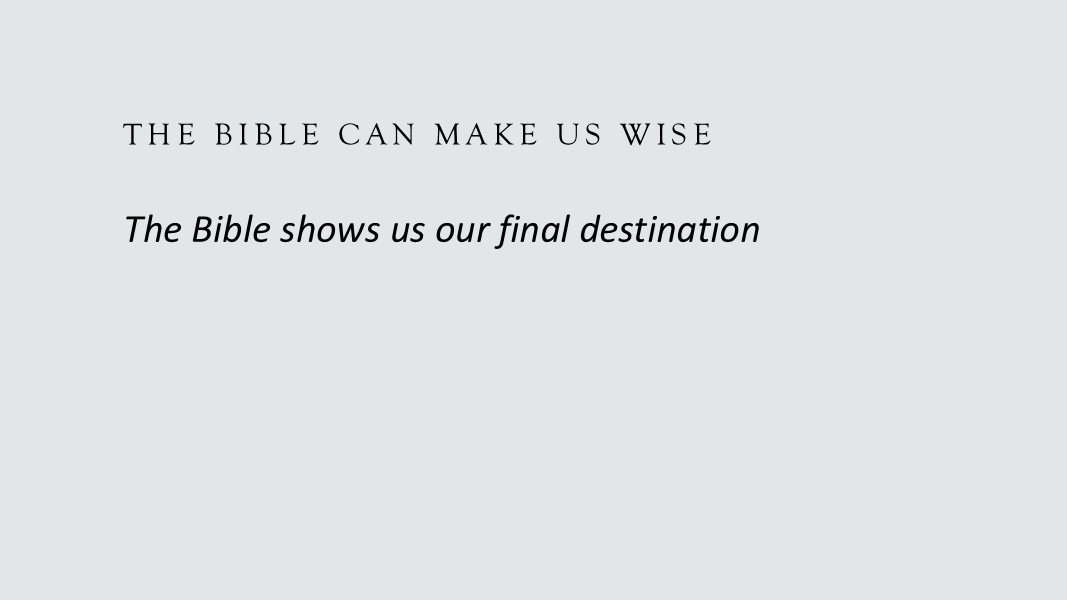 THE BIBLE CAN MAKE US WISE
The Bible shows us our final destination